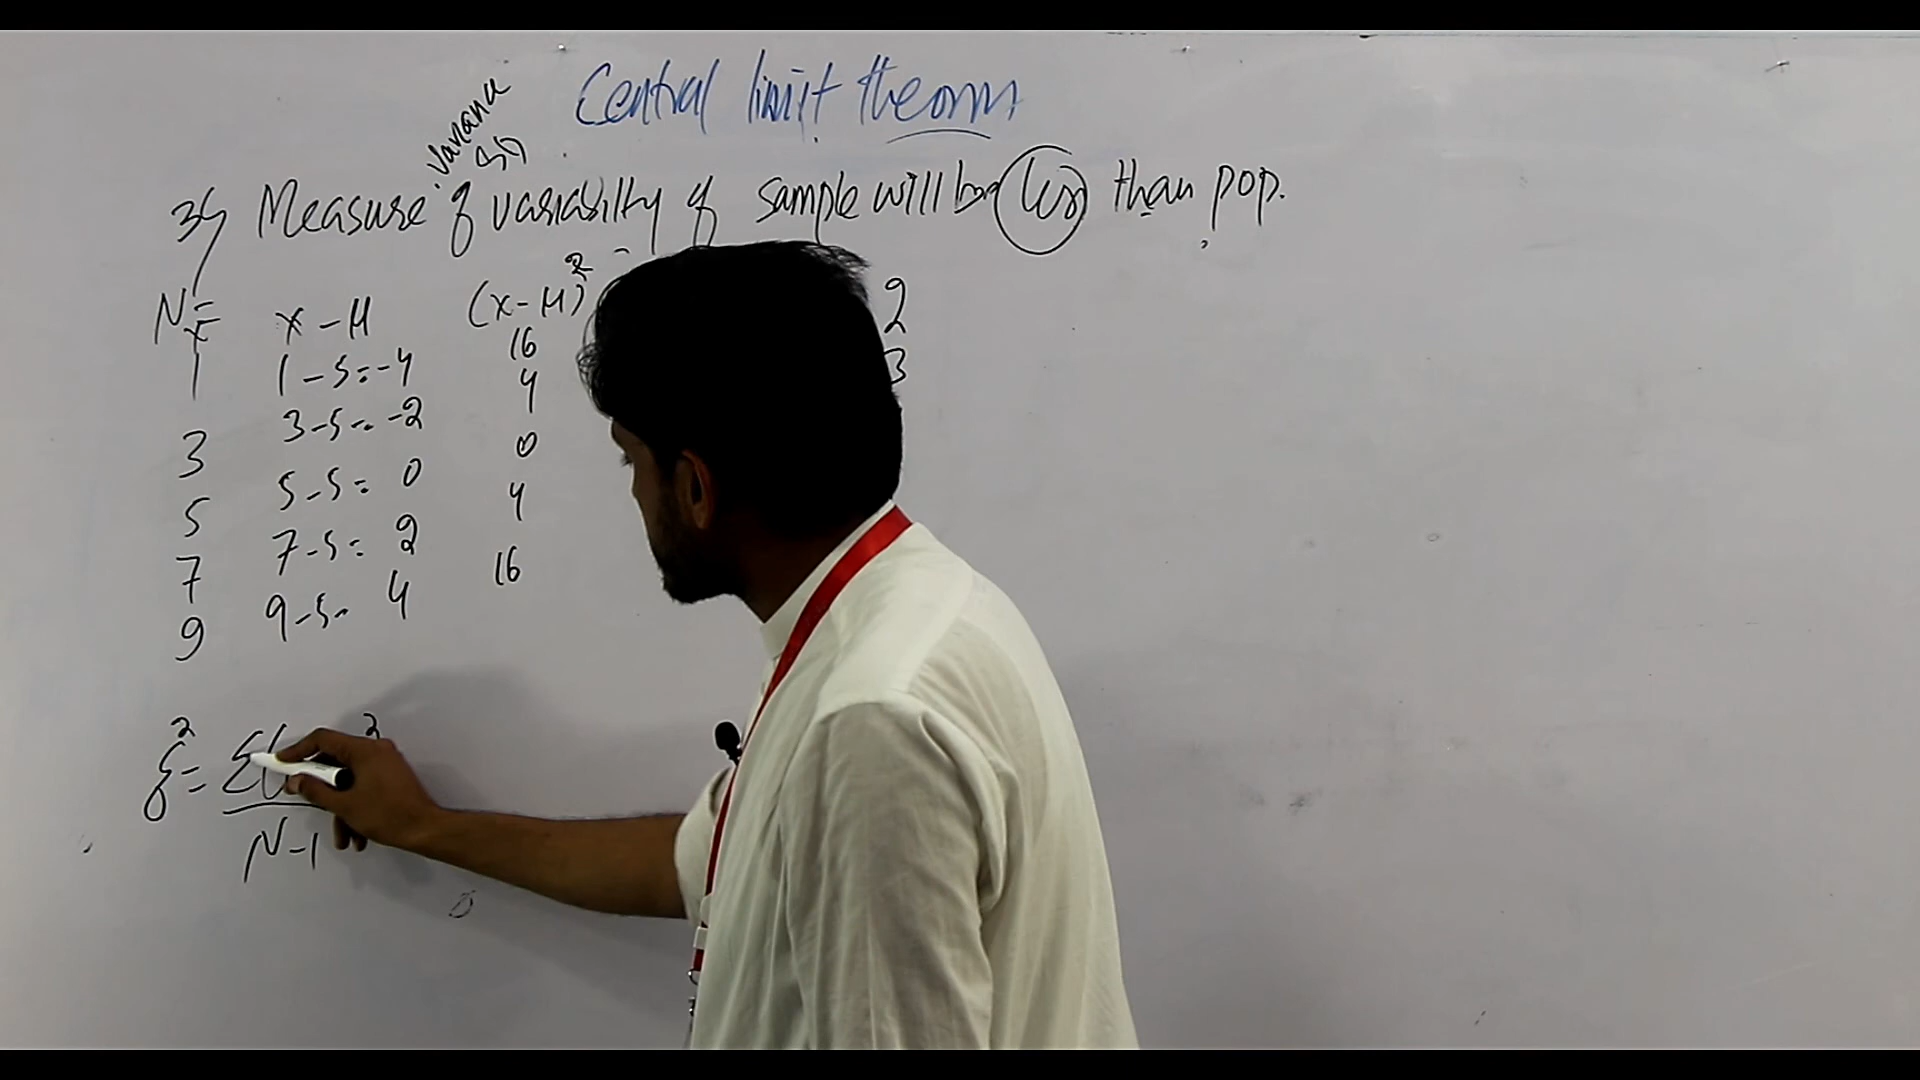 Central limit theorm
variance
SD
3) Measure of variability of sample will be less than pop.
N=
x
x-μ
(x-μ)²
1
1-5=-4
16
3
3-5=-2
4
5
5-5=0
0
7
7-5=2
4
9
9-5=4
16
2
3
2
Σ(
2
N-1